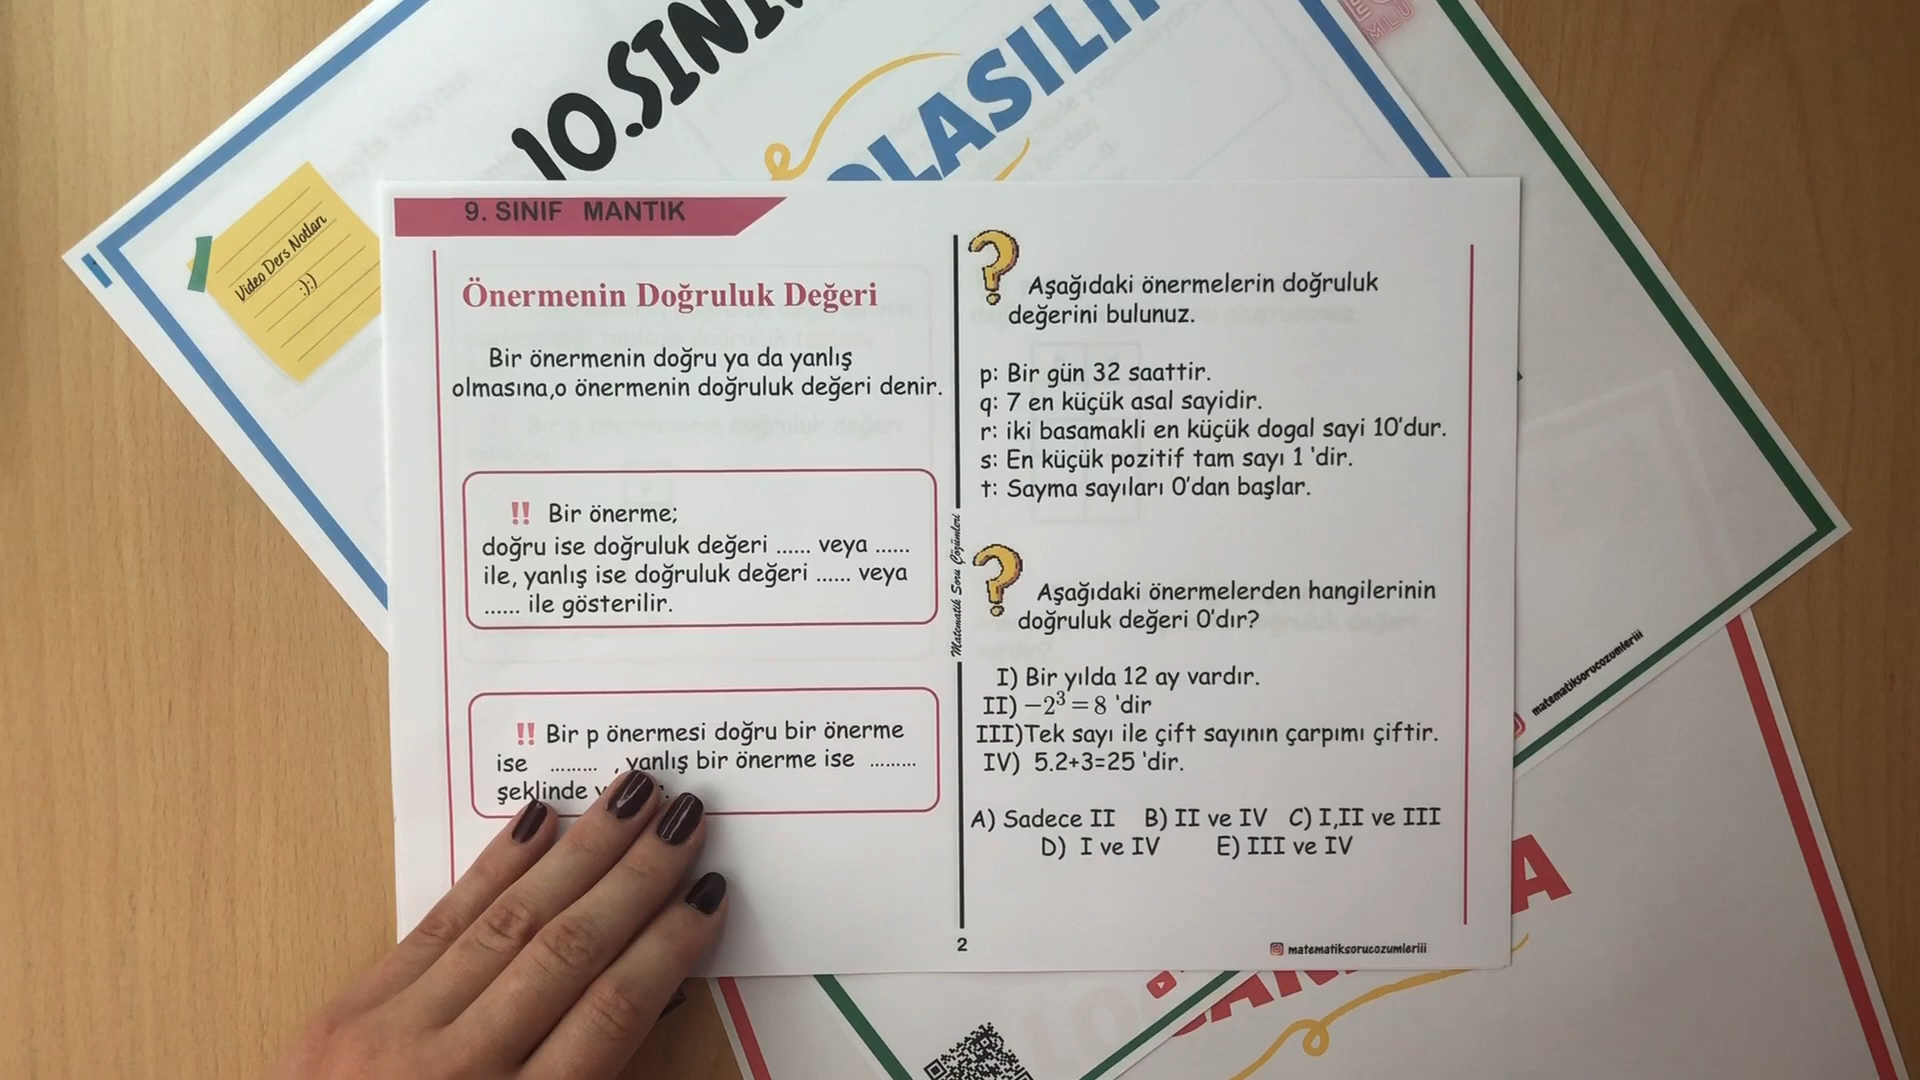 10.SINI
OLASILI
Video Ders Notları
:):)
9. SINIF MANTIK
Önermenin Doğruluk Değeri
Bir önermenin doğru ya da yanlış
olmasına,o önermenin doğruluk değeri denir.
!! Bir önerme;
doğru ise doğruluk değeri ...... veya ......
ile, yanlış ise doğruluk değeri ...... veya
...... ile gösterilir.
!! Bir p önermesi doğru bir önerme
ise ......... , yanlış bir önerme ise .........
şeklinde
Matematik Soru Çözümleri
? Aşağıdaki önermelerin doğruluk
değerini bulunuz.
p: Bir gün 32 saattir.
q: 7 en küçük asal sayidir.
r: iki basamakli en küçük dogal sayi 10'dur.
s: En küçük pozitif tam sayı 1 'dir.
t: Sayma sayıları 0'dan başlar.
? Aşağıdaki önermelerden hangilerinin
doğruluk değeri 0'dır?
I) Bir yılda 12 ay vardır.
II) −2³ = 8 'dir
III)Tek sayı ile çift sayının çarpımı çiftir.
IV) 5.2+3=25 'dir.
A) Sadece II B) II ve IV C) I,II ve III
D) I ve IV E) III ve IV
2
matematiksorucozumleriii
matematiksorucozumleriii